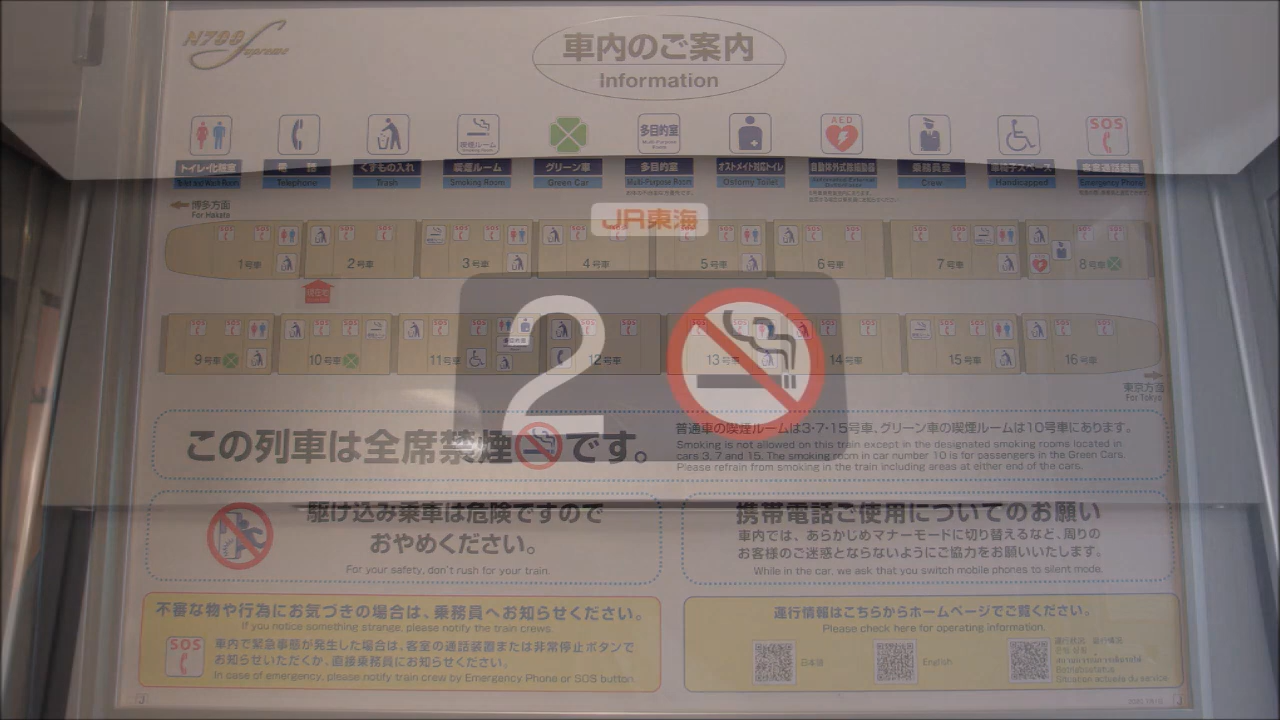 N700 Supreme
車内のご案内
Information
AED
多目的室
喫煙ルーム
SOS
トイレ・化粧室
電話
くずもの入れ
喫煙ルーム
グリーン車
多目的室
オストメイト対応トイレ
自動体外式除細動器
乗務員室
車椅子スペース
客室通話装置
Toilet and Wash Room
Telephone
Trash
Smoking Room
Green Car
Multi-Purpose Room
Ostomy Toilet
Crew
Handicapped
Emergency Phone
博多方面
For Hakata
JR東海
1号車 2号車 3号車 4号車 5号車 6号車 7号車 8号車
現在地
2
9号車 10号車 11号車 12号車 13号車 14号車 15号車 16号車
東京方面
For Tokyo
この列車は全席禁煙です。
普通車の喫煙ルームは3・7・15号車、グリーン車の喫煙ルームは10号車にあります。
Smoking is not allowed on this train except in the designated smoking rooms located in
cars 3, 7 and 15. The smoking room in car number 10 is for passengers in the Green Cars.
Please refrain from smoking in the train including areas at either end of the cars.
駆け込み乗車は危険ですので
おやめください。
For your safety, don't rush for your train.
携帯電話ご使用についてのお願い
車内では、あらかじめマナーモードに切り替えるなど、周りの
お客様のご迷惑とならないようにご協力をお願いいたします。
While in the car, we ask that you switch mobile phones to silent mode.
不審な物や行為にお気づきの場合は、乗務員へお知らせください。
If you notice something strange, please notify the train crews.
SOS
車内で緊急事態が発生した場合は、客室の通話装置または非常停止ボタンで
お知らせいただくか、直接乗務員にお知らせください。
In case of emergency, please notify train crew by Emergency Phone or SOS button.
運行情報はこちらからホームページでご覧ください。
Please check here for operating information.
日本語
English
Situation actuelle du service